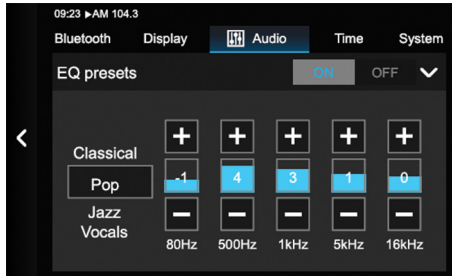 09:23 ►AM 104.3
Bluetooth Display Audio Time System
EQ presets ON OFF
Classical
Pop
Jazz
Vocals
-1 4 3 1 0
80Hz 500Hz 1kHz 5kHz 16kHz